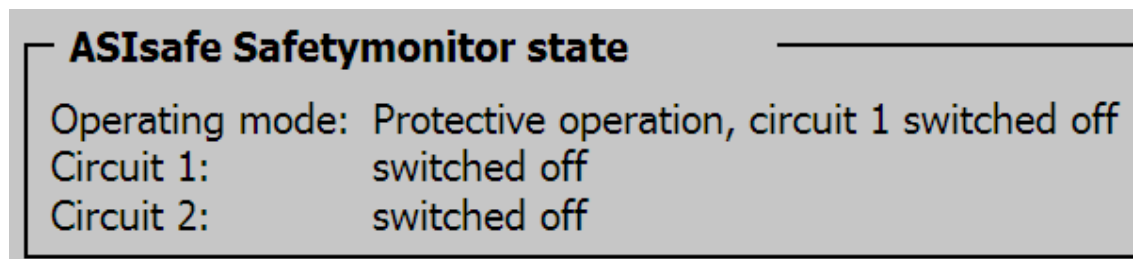 ASIsafe Safetymonitor state
Operating mode: Protective operation, circuit 1 switched off
Circuit 1: switched off
Circuit 2: switched off